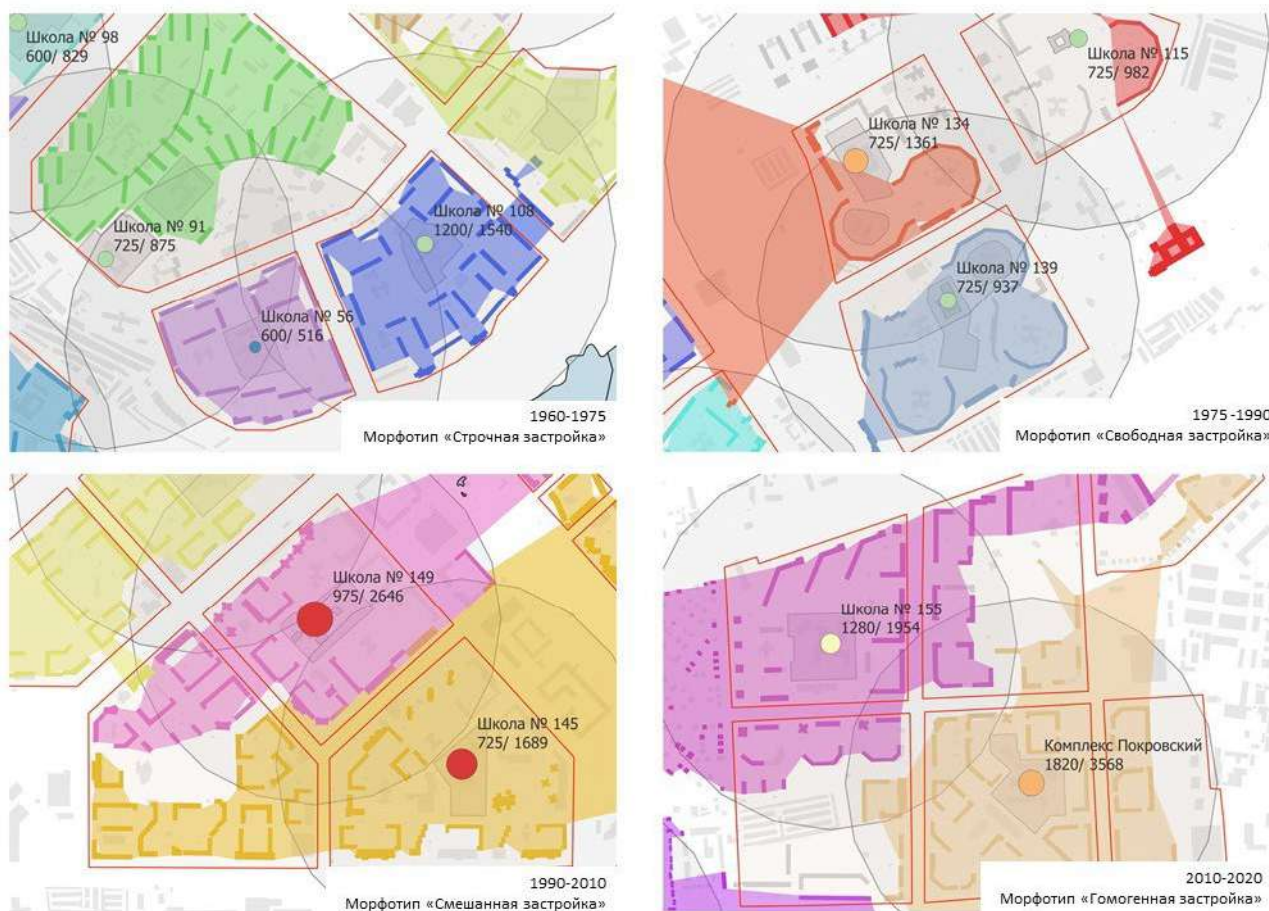 Школа № 98
600/ 829
Школа № 91
725/ 875
Школа № 108
1200/ 1540
Школа № 56
600/ 516
1960-1975
Морфотип «Строчная застройка»
Школа № 115
725/ 982
Школа № 134
725/ 1361
Школа № 139
725/ 937
1975 -1990
Морфотип «Свободная застройка»
Школа № 149
975/ 2646
Школа № 145
725/ 1689
1990-2010
Морфотип «Смешанная застройка»
Школа № 155
1280/ 1954
Комплекс Покровский
1820/ 3568
2010-2020
Морфотип «Гомогенная застройка»